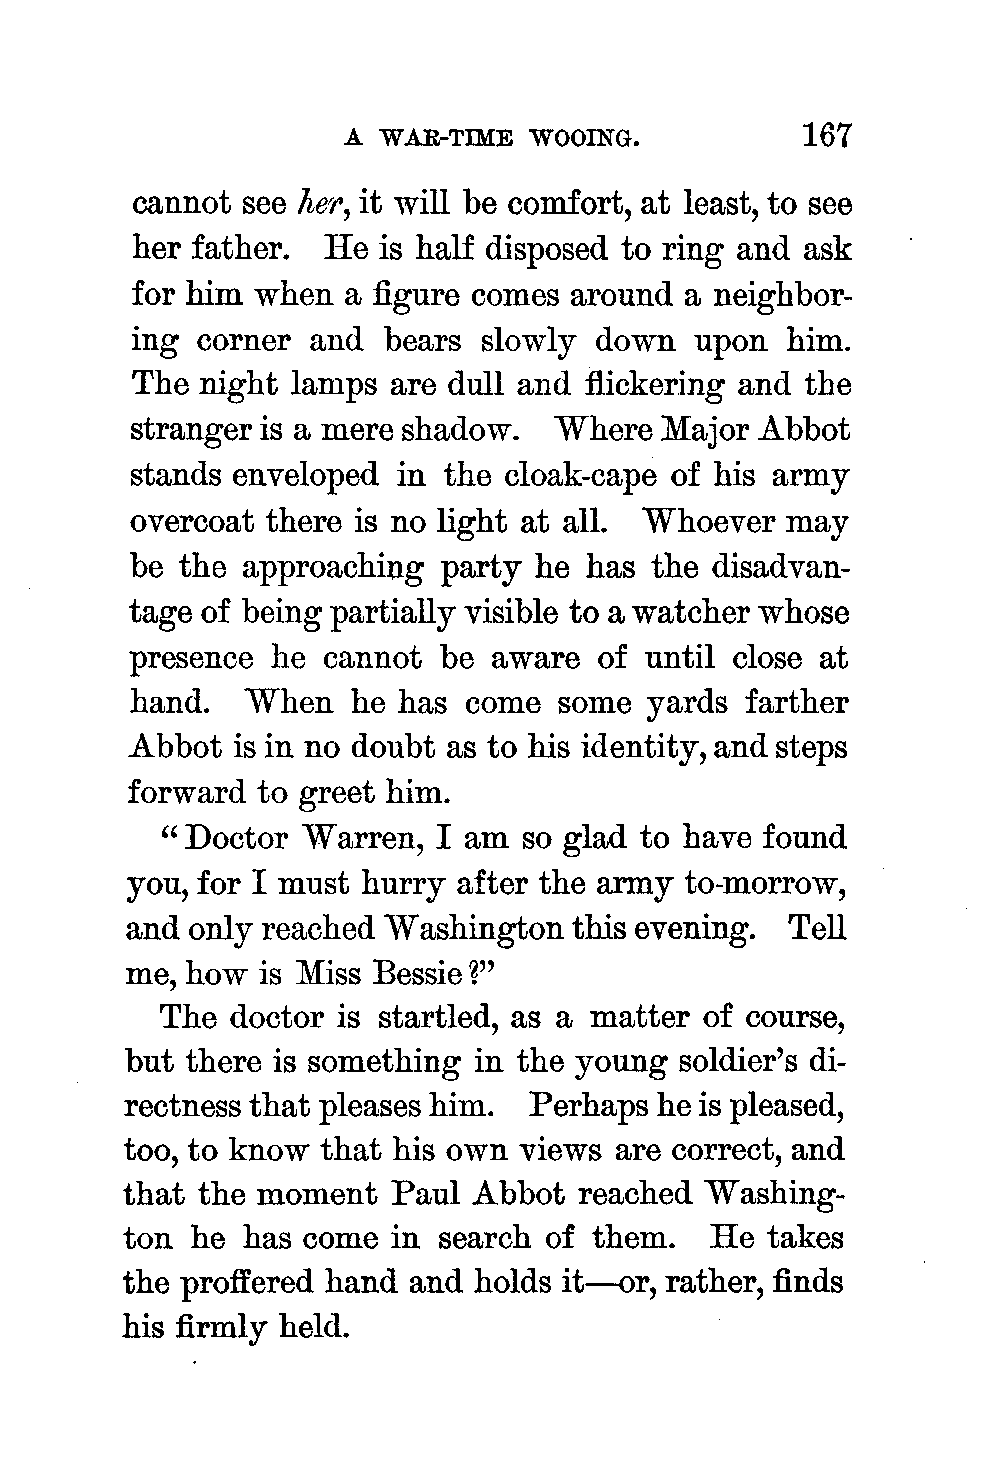 A WAR-TIME WOOING. 167
cannot see her, it will be comfort, at least, to see
her father. He is half disposed to ring and ask
for him when a figure comes around a neighbor-
ing corner and bears slowly down upon him.
The night lamps are dull and flickering and the
stranger is a mere shadow. Where Major Abbot
stands enveloped in the cloak-cape of his army
overcoat there is no light at all. Whoever may
be the approaching party he has the disadvan-
tage of being partially visible to a watcher whose
presence he cannot be aware of until close at
hand. When he has come some yards farther
Abbot is in no doubt as to his identity, and steps
forward to greet him.
“Doctor Warren, I am so glad to have found
you, for I must hurry after the army to-morrow,
and only reached Washington this evening. Tell
me, how is Miss Bessie?”
The doctor is startled, as a matter of course,
but there is something in the young soldier’s di-
rectness that pleases him. Perhaps he is pleased,
too, to know that his own views are correct, and
that the moment Paul Abbot reached Washing-
ton he has come in search of them. He takes
the proffered hand and holds it—or, rather, finds
his firmly held.